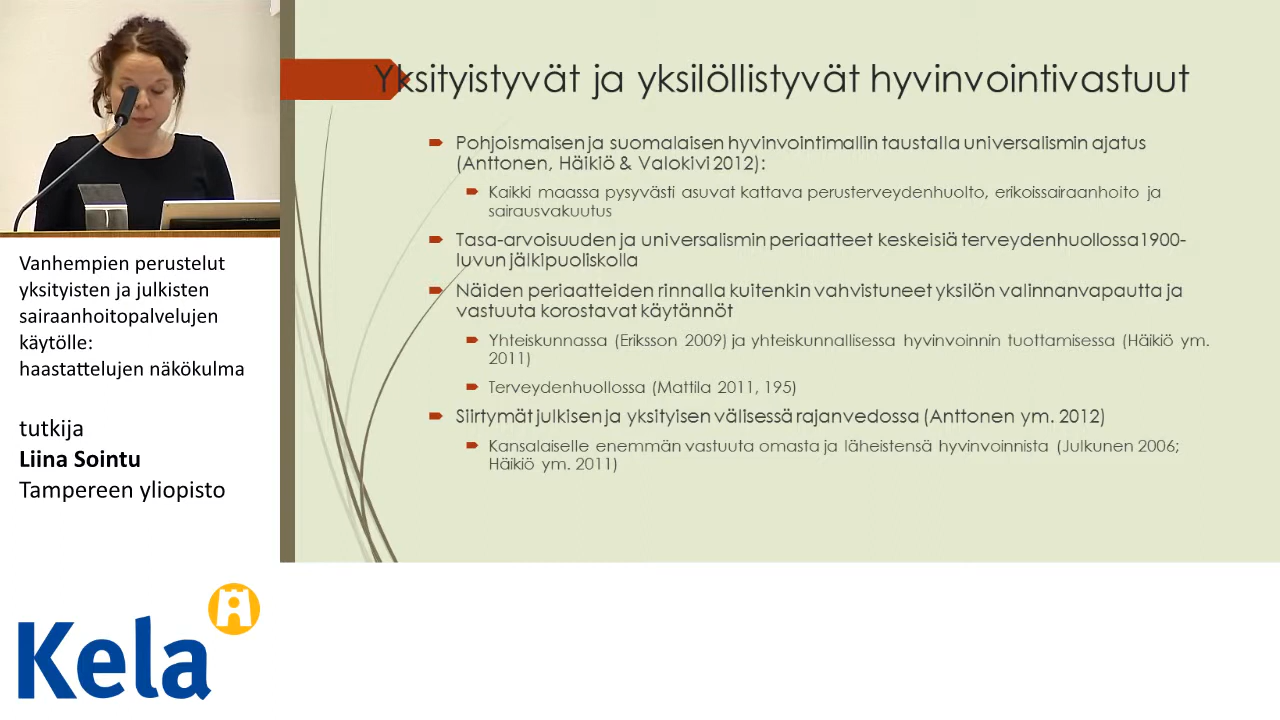 Yksityistyvät ja yksilöllistyvät hyvinvointivastuut
Pohjoismaisen ja suomalaisen hyvinvointimallin taustalla universalismin ajatus
(Anttonen, Häikiö & Valokivi 2012):
Kaikki maassa pysyvästi asuvat kattava perusterveydenhuolto, erikoissairaanhoito ja
sairausvakuutus
Tasa-arvoisuuden ja universalismin periaatteet keskeisiä terveydenhuollossa 1900-
luvun jälkipuoliskolla
Näiden periaatteiden rinnalla kuitenkin vahvistuneet yksilön valinnanvapautta ja
vastuuta korostavat käytännöt
Yhteiskunnassa (Eriksson 2009) ja yhteiskunnallisessa hyvinvoinnin tuottamisessa (Häikiö ym.
2011)
Terveydenhuollossa (Mattila 2011, 195)
Siirtymät julkisen ja yksityisen välisessä rajanvedossa (Anttonen ym. 2012)
Kansalaiselle enemmän vastuuta omasta ja läheistensä hyvinvoinnista (Julkunen 2006;
Häikiö ym. 2011)
Vanhempien perustelut
yksityisten ja julkisten
sairaanhoitopalvelujen
käytölle:
haastattelujen näkökulma
tutkija
Liina Sointu
Tampereen yliopisto
Kela